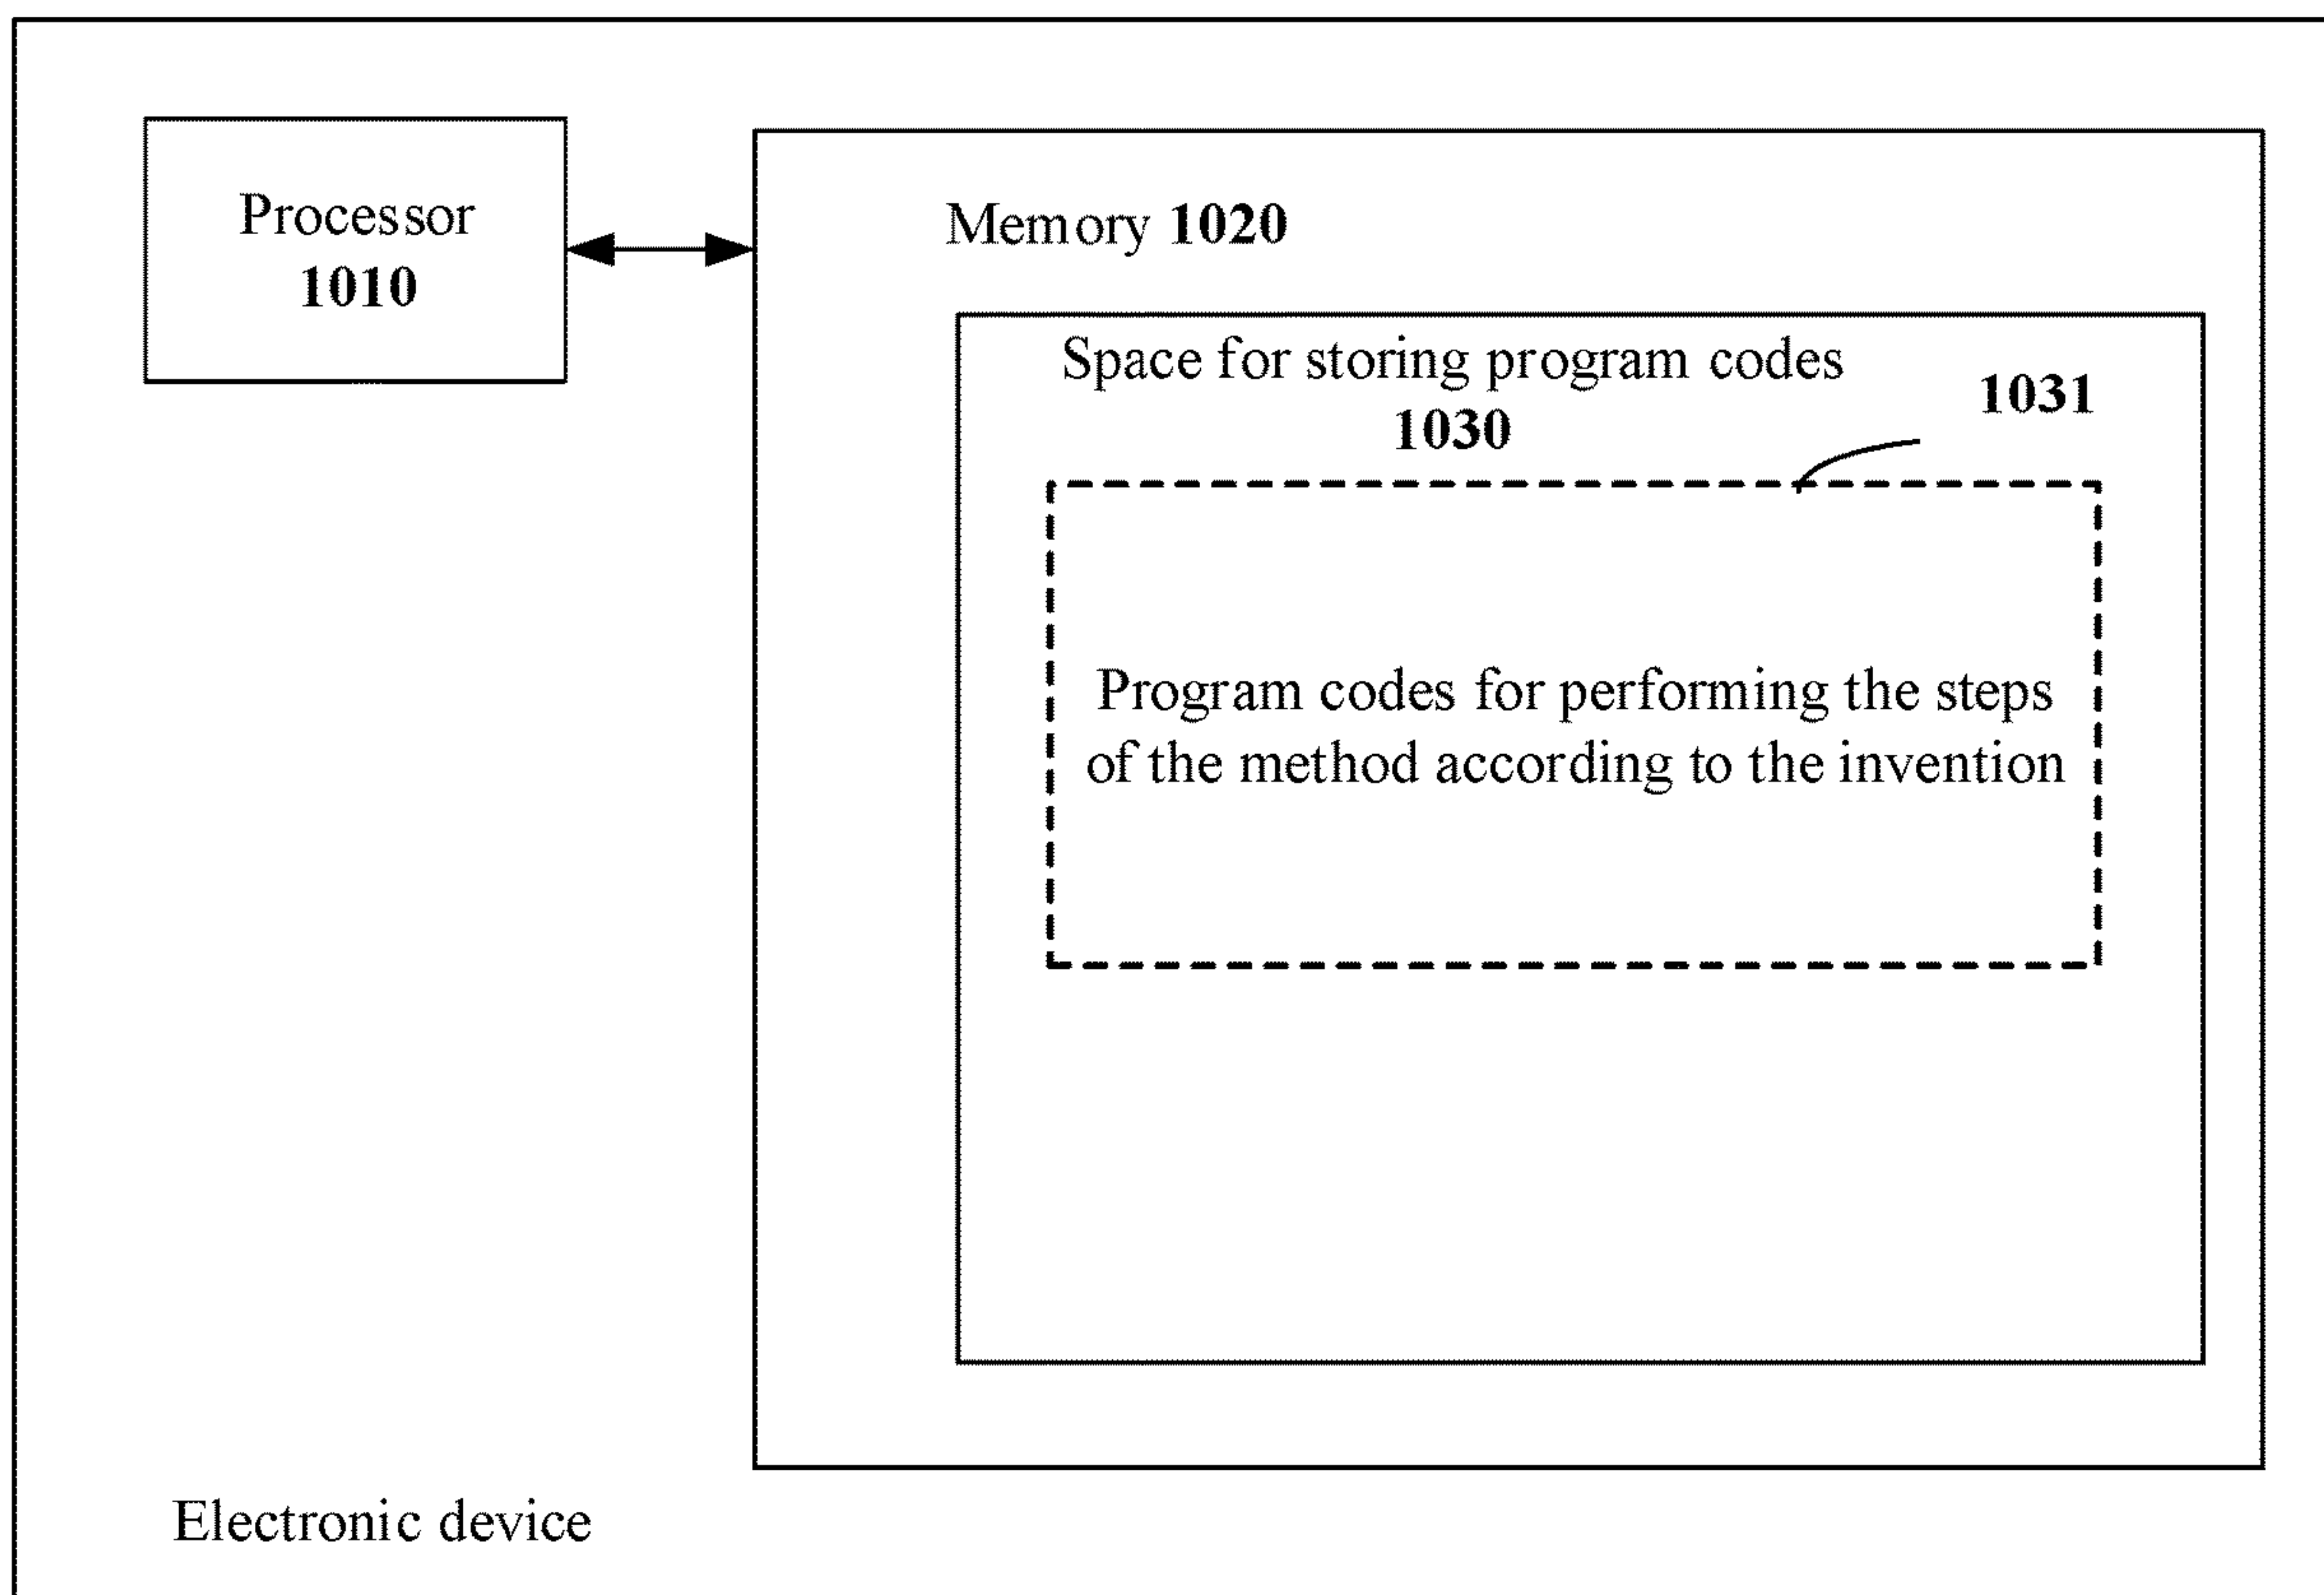 Processor
1010
Memory 1020
Space for storing program codes
1030
1031
Program codes for performing the steps
of the method according to the invention
Electronic device